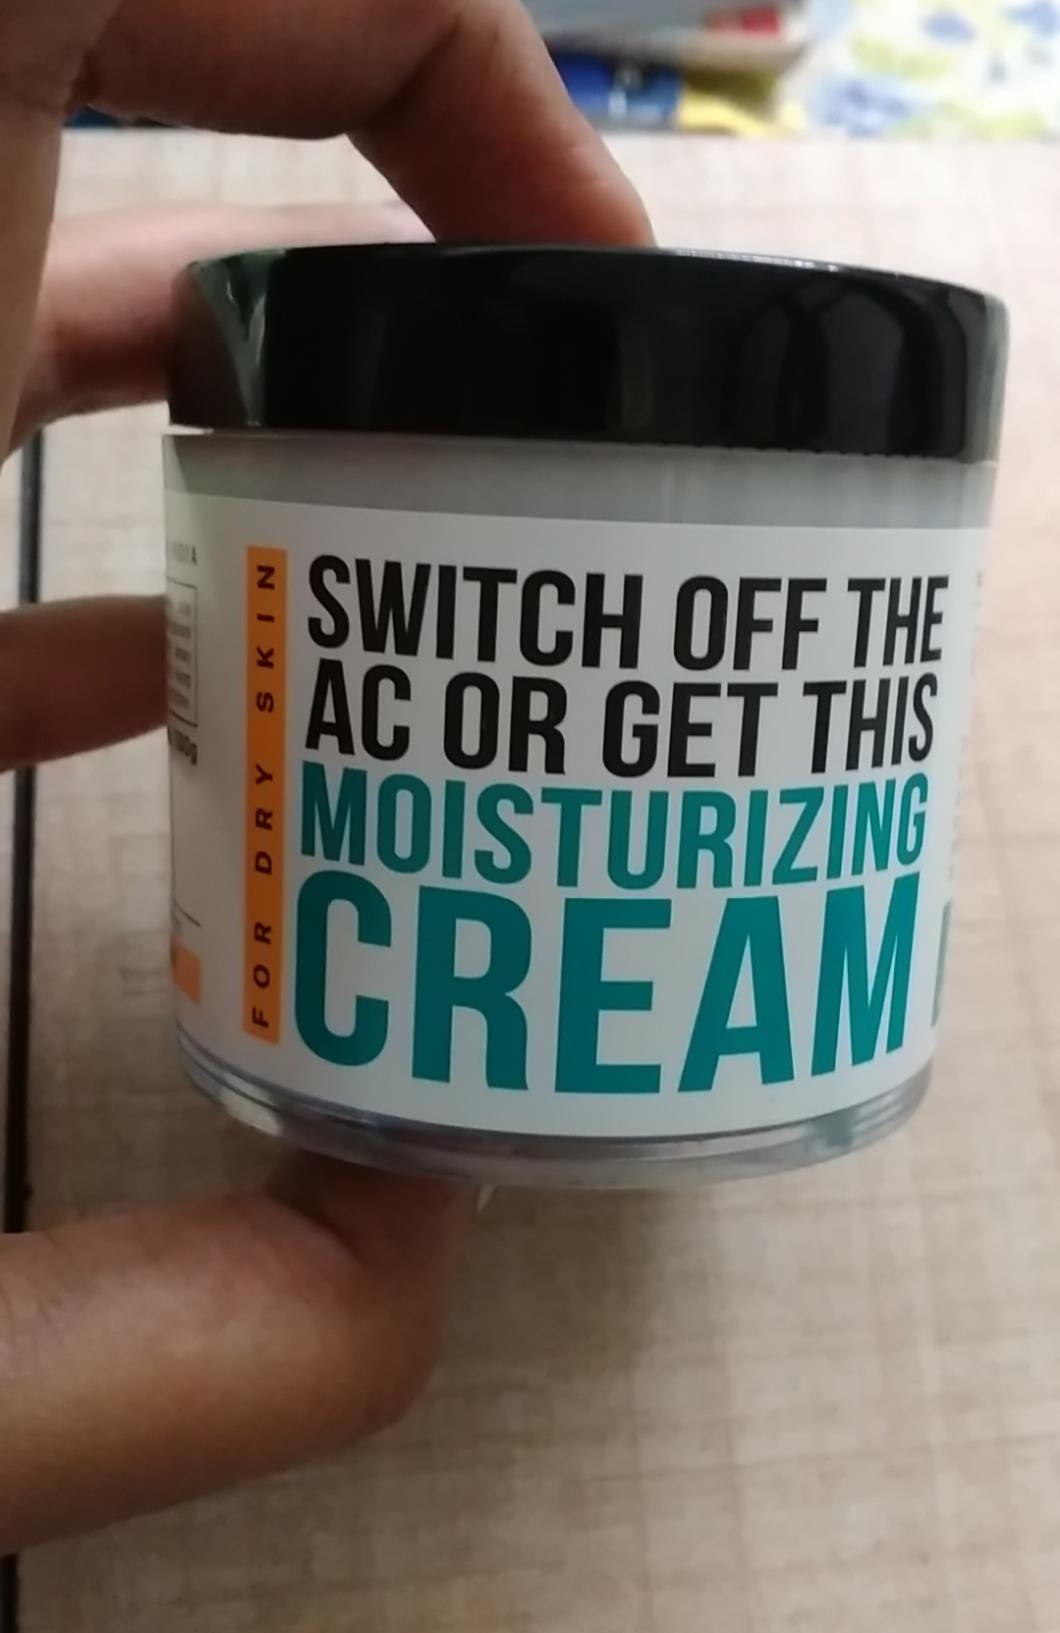 FOR DRY SKIN
SWITCH OFF THE
AC OR GET THIS
MOISTURIZING
CREAM